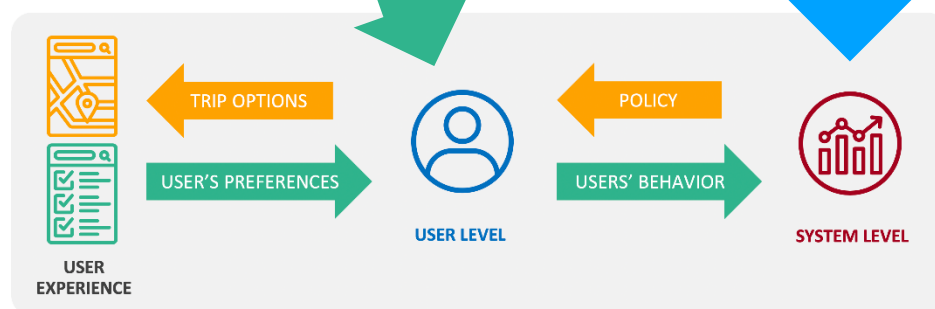 TRIP OPTIONS
POLICY
USER'S PREFERENCES
USERS' BEHAVIOR
USER LEVEL
SYSTEM LEVEL
USER
EXPERIENCE